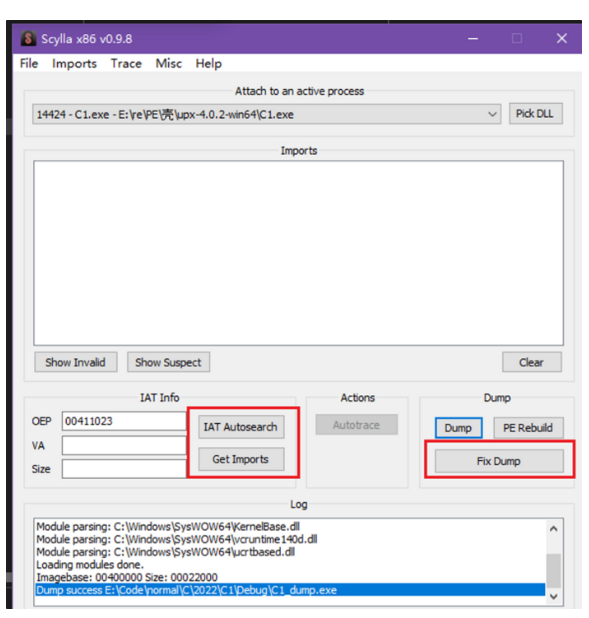 Scylla x86 v0.9.8
File Imports Trace Misc Help
Attach to an active process
14424 - C1.exe - E:\re\PE\壳\upx-4.0.2-win64\C1.exe
Pick DLL
Imports
Show Invalid Show Suspect Clear
IAT Info Actions Dump
OEP 00411023 IAT Autosearch Autotrace Dump PE Rebuild
VA
Get Imports Fix Dump
Size
Log
Module parsing: C:\Windows\SysWOW64\KernelBase.dll
Module parsing: C:\Windows\SysWOW64\vcruntime140d.dll
Module parsing: C:\Windows\SysWOW64\ucrtbased.dll
Loading modules done.
Imagebase: 00400000 Size: 00022000
Dump success E:\Code\normal\C\2022\C1\Debug\C1_dump.exe